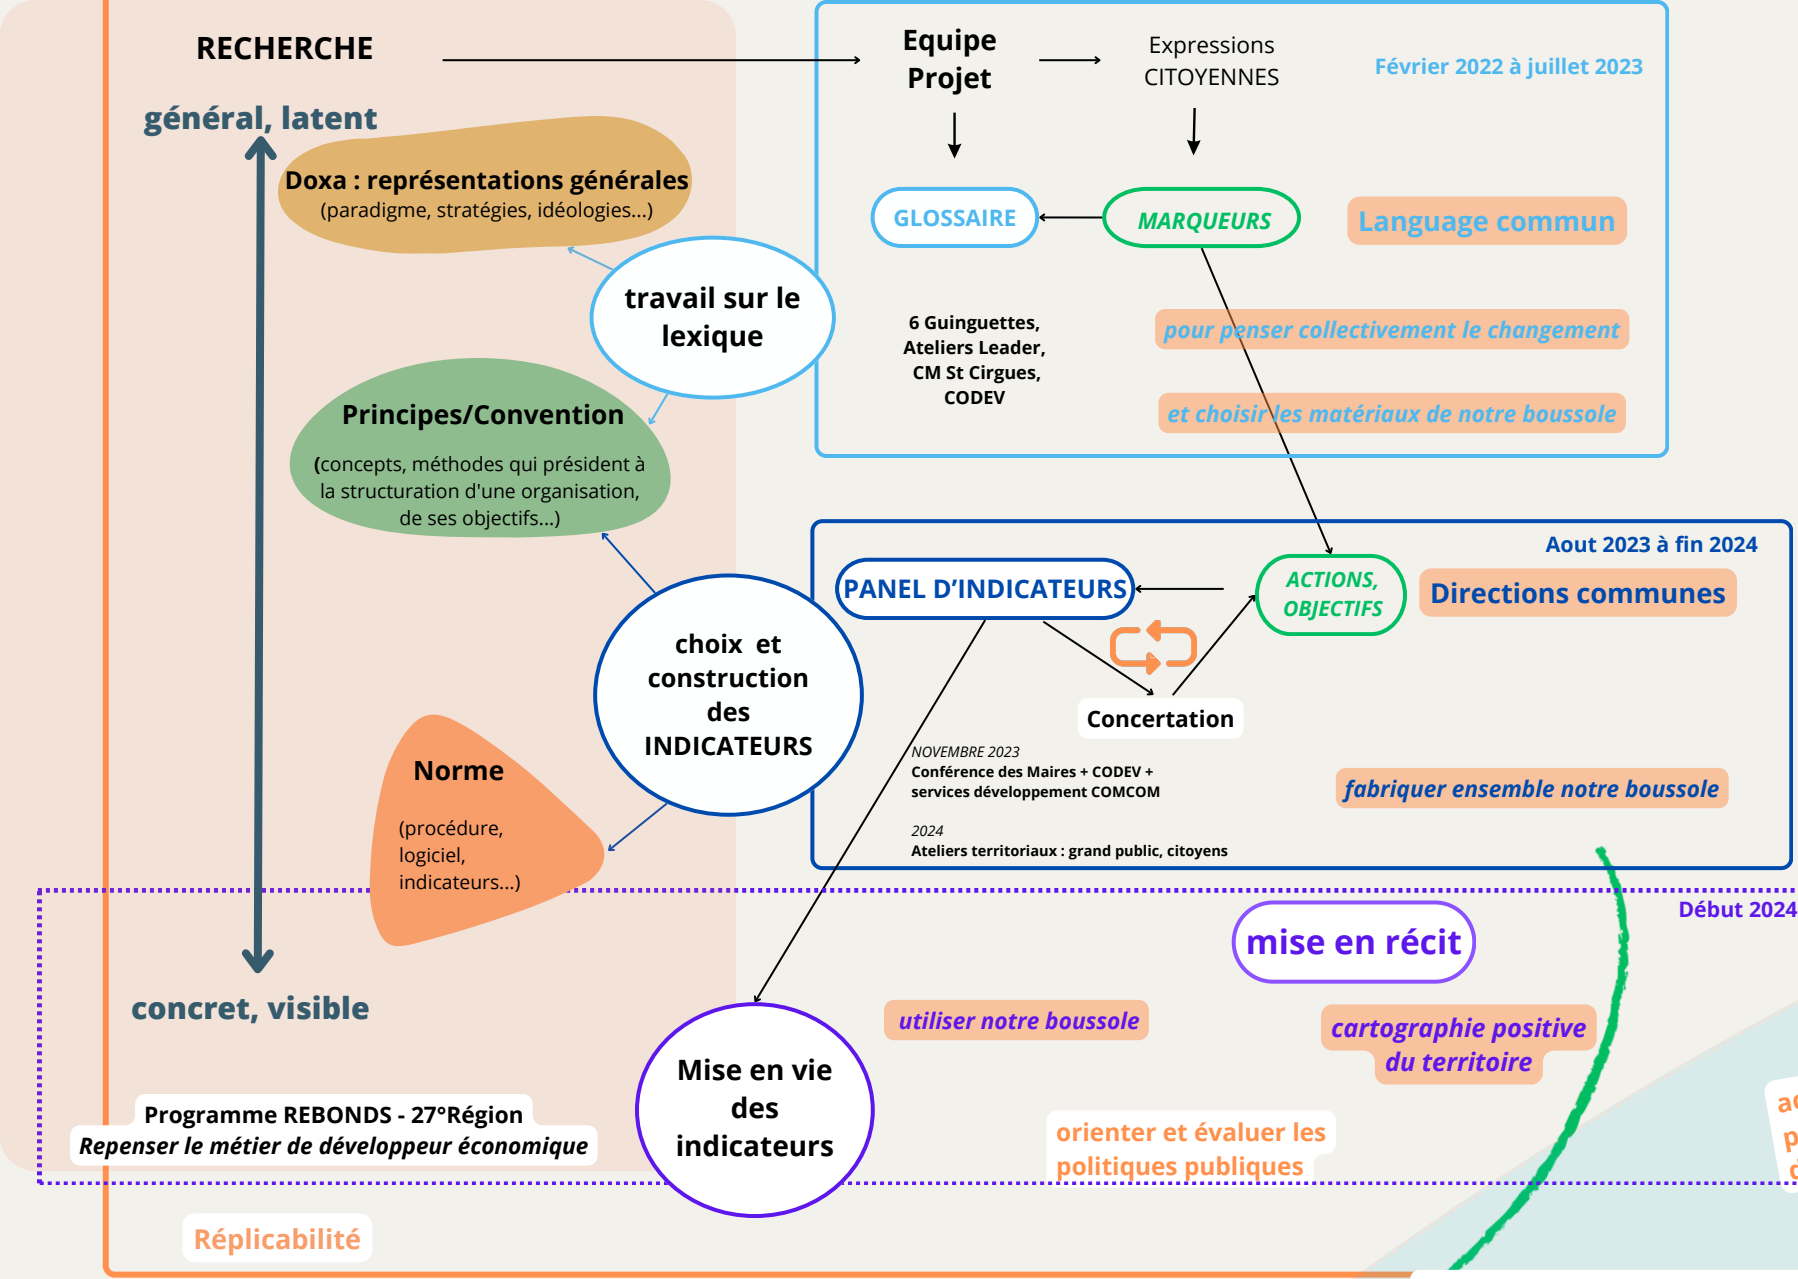 RECHERCHE
général, latent
Doxa : représentations générales
(paradigme, stratégies, idéologies...)
travail sur le
lexique
Principes/Convention
(concepts, méthodes qui président à
la structuration d'une organisation,
de ses objectifs...)
choix et
construction
des
INDICATEURS
Norme
(procédure,
logiciel,
indicateurs...)
concret, visible
Programme REBONDS - 27°Région
Repenser le métier de développeur économique
Réplicabilité
Equipe
Projet
Expressions
CITOYENNES
Février 2022 à juillet 2023
GLOSSAIRE
MARQUEURS
Language commun
6 Guinguettes,
Ateliers Leader,
CM St Cirgues,
CODEV
pour penser collectivement le changement
et choisir les matériaux de notre boussole
Aout 2023 à fin 2024
PANEL D'INDICATEURS
ACTIONS,
OBJECTIFS
Directions communes
Concertation
NOVEMBRE 2023
Conférence des Maires + CODEV +
services développement COMCOM
2024
Ateliers territoriaux : grand public, citoyens
fabriquer ensemble notre boussole
Début 2024
mise en récit
utiliser notre boussole
cartographie positive
du territoire
Mise en vie
des
indicateurs
orienter et évaluer les
politiques publiques